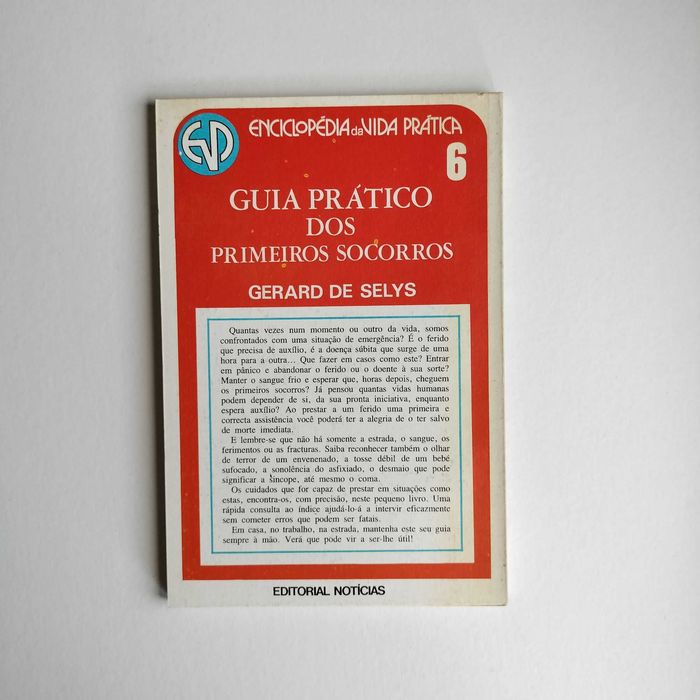 EVP
ENCICLOPÉDIA da VIDA PRÁTICA
6
GUIA PRÁTICO
DOS
PRIMEIROS SOCORROS
GERARD DE SELYS
Quantas vezes num momento ou outro da vida, somos
confrontados com uma situação de emergência? É o ferido
que precisa de auxílio, é a doença súbita que surge de uma
hora para a outra... Que fazer em casos como este? Entrar
em pânico e abandonar o ferido ou o doente à sua sorte?
Manter o sangue frio e esperar que, horas depois, cheguem
os primeiros socorros? Já pensou quantas vidas humanas
podem depender de si, da sua pronta iniciativa, enquanto
espera auxílio? Ao prestar a um ferido uma primeira e
correcta assistência você poderá ter a alegria de o ter salvo
de morte imediata.
E lembre-se que não há somente a estrada, o sangue, os
ferimentos ou as fracturas. Saiba reconhecer também o olhar
de terror de um envenenado, a tosse débil de um bebé
sufocado, a sonolência do asfixiado, o desmaio que pode
significar a síncope, até mesmo o coma.
Os cuidados que for capaz de prestar em situações como
estas, encontra-os, com precisão, neste pequeno livro. Uma
rápida consulta ao índice ajudá-lo-á a intervir eficazmente
sem cometer erros que podem ser fatais.
Em casa, no trabalho, na estrada, mantenha este seu guia
sempre à mão. Verá que pode vir a ser-lhe útil!
EDITORIAL NOTÍCIAS